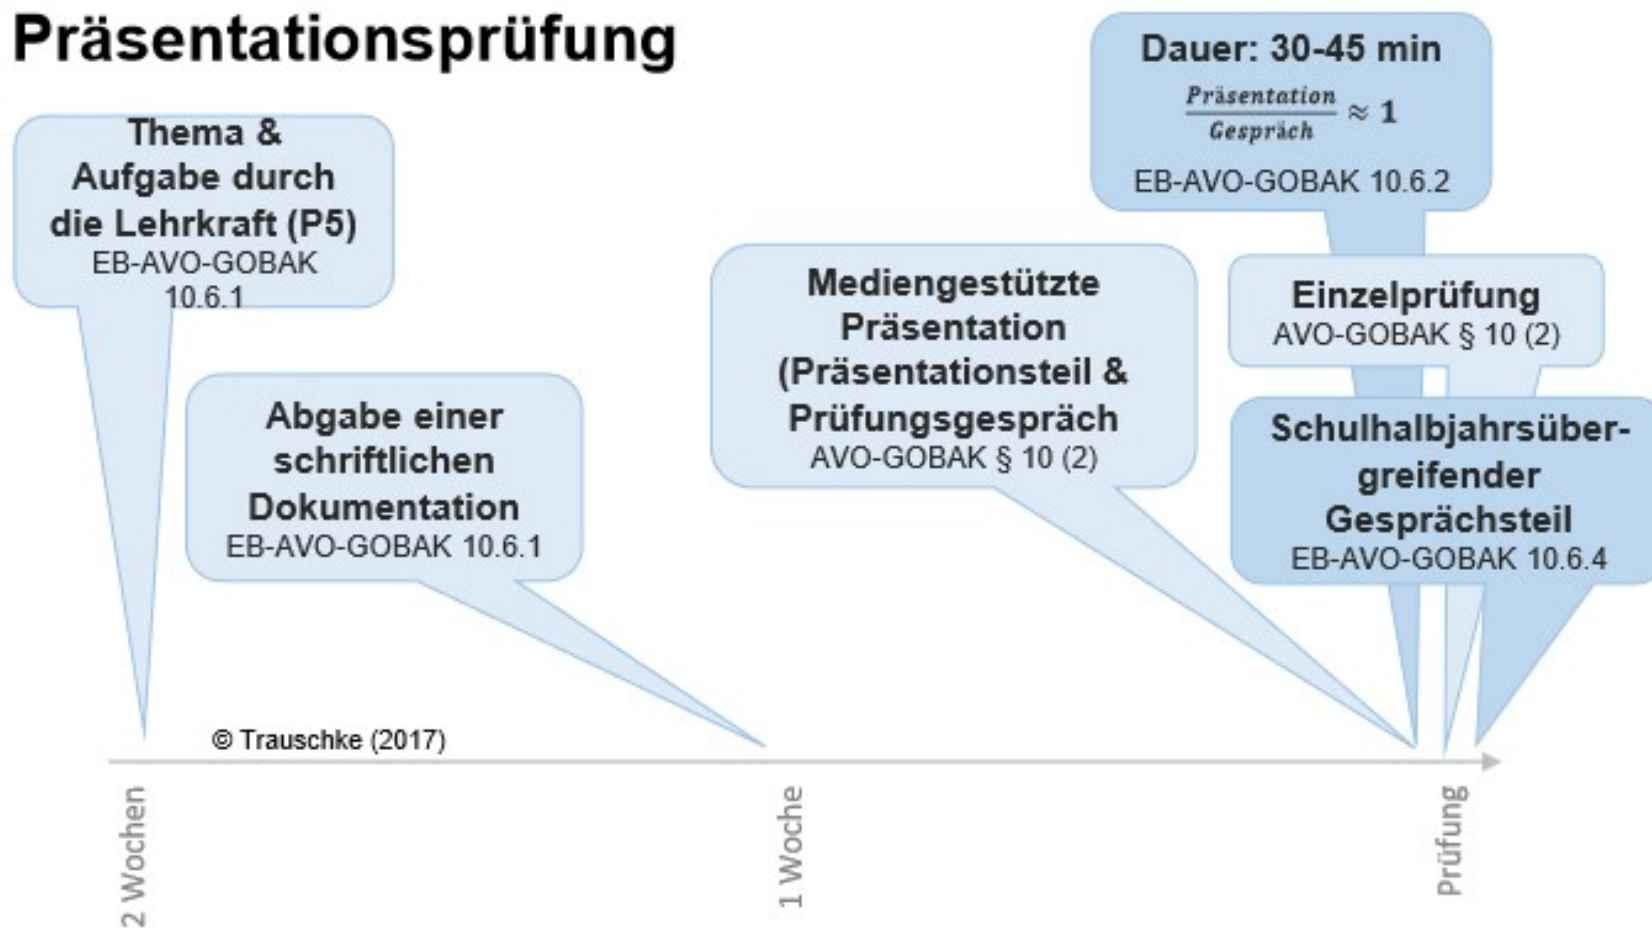 Präsentationsprüfung
Thema &
Aufgabe durch
die Lehrkraft (P5)
EB-AVO-GOBAK
10.6.1
Abgabe einer
schriftlichen
Dokumentation
EB-AVO-GOBAK 10.6.1
Mediengestützte
Präsentation
(Präsentationsteil &
Prüfungsgespräch
AVO-GOBAK § 10 (2)
Dauer: 30-45 min
Präsentation
Gespräch
≈ 1
EB-AVO-GOBAK 10.6.2
Einzelprüfung
AVO-GOBAK § 10 (2)
Schulhalbjahrsüber-
greifender
Gesprächsteil
EB-AVO-GOBAK 10.6.4
© Trauschke (2017)
2 Wochen
1 Woche
Prüfung